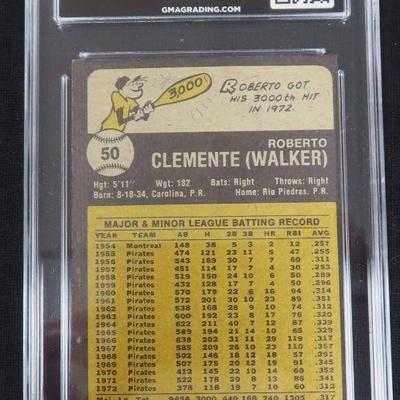 GMAGRADING.COM
3,000
ROBERTO GOT
HIS 3000th HIT
IN 1972.
50
ROBERTO
CLEMENTE (WALKER)
Hgt: 5'11" Wgt: 182 Bats: Right Throws: Right
Born: 8-18-34, Carolina, P.R. Home: Rio Piedras, P.R.
MAJOR & MINOR LEAGUE BATTING RECORD
YEAR TEAM AB H 2B 3B HR RBI AVG
1954 Montreal 148 38 5 3 2 12 .257
1955 Pirates 474 121 23 11 5 47 .255
1956 Pirates 543 169 30 7 7 60 .311
1957 Pirates 451 114 17 7 4 30 .253
1958 Pirates 519 150 24 10 6 50 .289
1959 Pirates 432 128 17 7 4 50 .296
1960 Pirates 570 179 22 6 16 94 .314
1961 Pirates 572 201 30 10 23 89 .351
1962 Pirates 538 168 28 9 10 74 .312
1963 Pirates 600 192 23 8 17 76 .320
1964 Pirates 622 211 40 7 12 87 .339
1965 Pirates 589 194 21 14 10 65 .329
1966 Pirates 638 202 31 11 29 119 .317
1967 Pirates 585 209 26 10 23 110 .357
1968 Pirates 502 146 18 12 18 57 .291
1969 Pirates 507 175 20 12 19 91 .345
1970 Pirates 412 145 22 10 14 60 .352
1971 Pirates 522 178 29 8 13 86 .341
1972 Pirates 378 118 19 7 10 60 .312
9454 3000 440 166 240 1305 .317